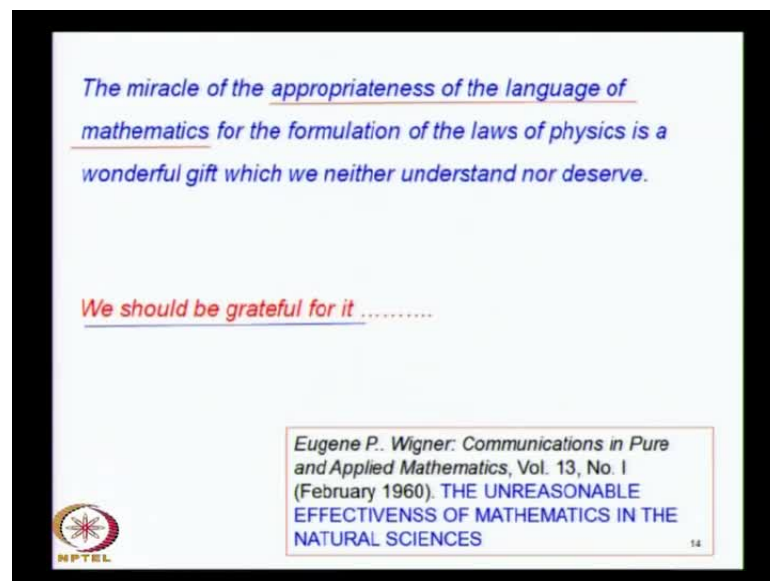 The miracle of the appropriateness of the language of
mathematics for the formulation of the laws of physics is a
wonderful gift which we neither understand nor deserve.
We should be grateful for it ..........
Eugene P.. Wigner: Communications in Pure
and Applied Mathematics, Vol. 13, No. I
(February 1960). THE UNREASONABLE
EFFECTIVENSS OF MATHEMATICS IN THE
NATURAL SCIENCES
14
NPTEL